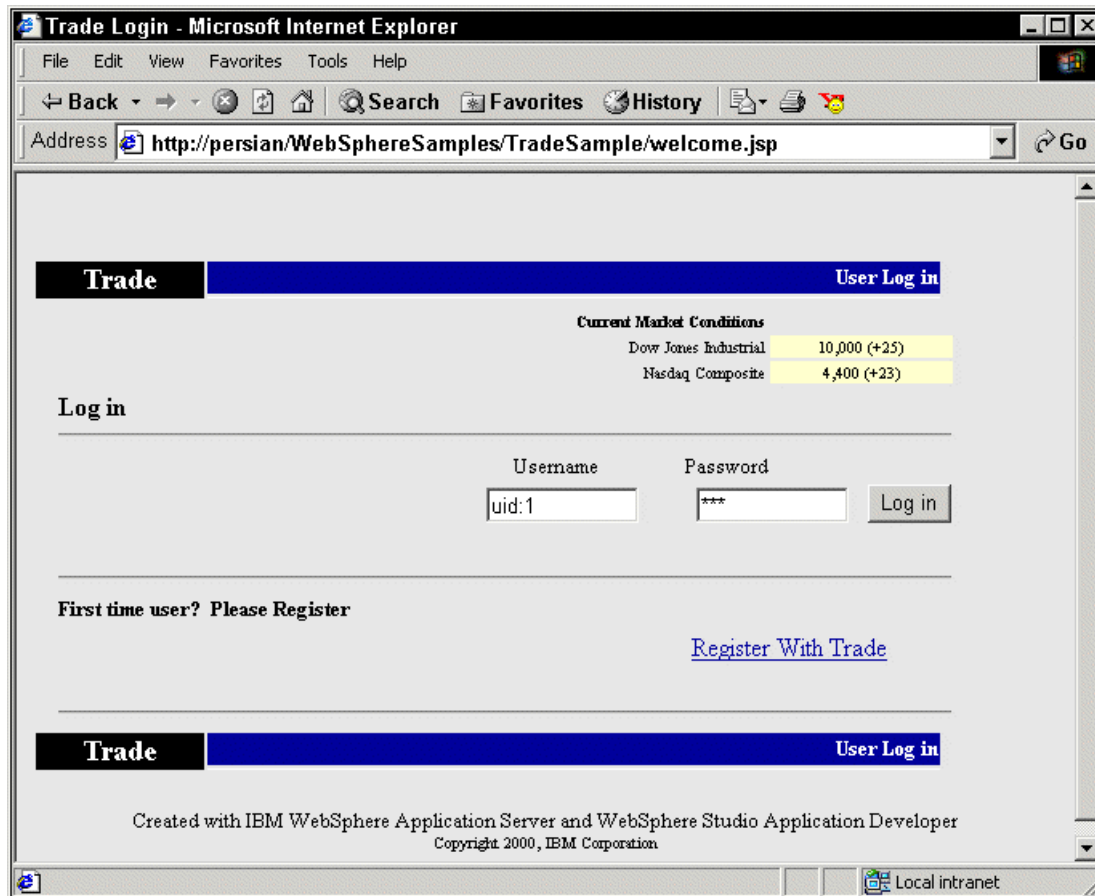 Trade Login - Microsoft Internet Explorer
File Edit View Favorites Tools Help
Back Search Favorites History
Address http://persian/WebSphereSamples/TradeSample/welcome.jsp Go
Trade User Log in
Current Market Conditions
Dow Jones Industrial 10,000 (+25)
Nasdaq Composite 4,400 (+23)
Log in
Username Password
uid:1 *** Log in
First time user? Please Register
Register With Trade
Trade User Log in
Created with IBM WebSphere Application Server and WebSphere Studio Application Developer
Copyright 2000, IBM Corporation
Local intranet